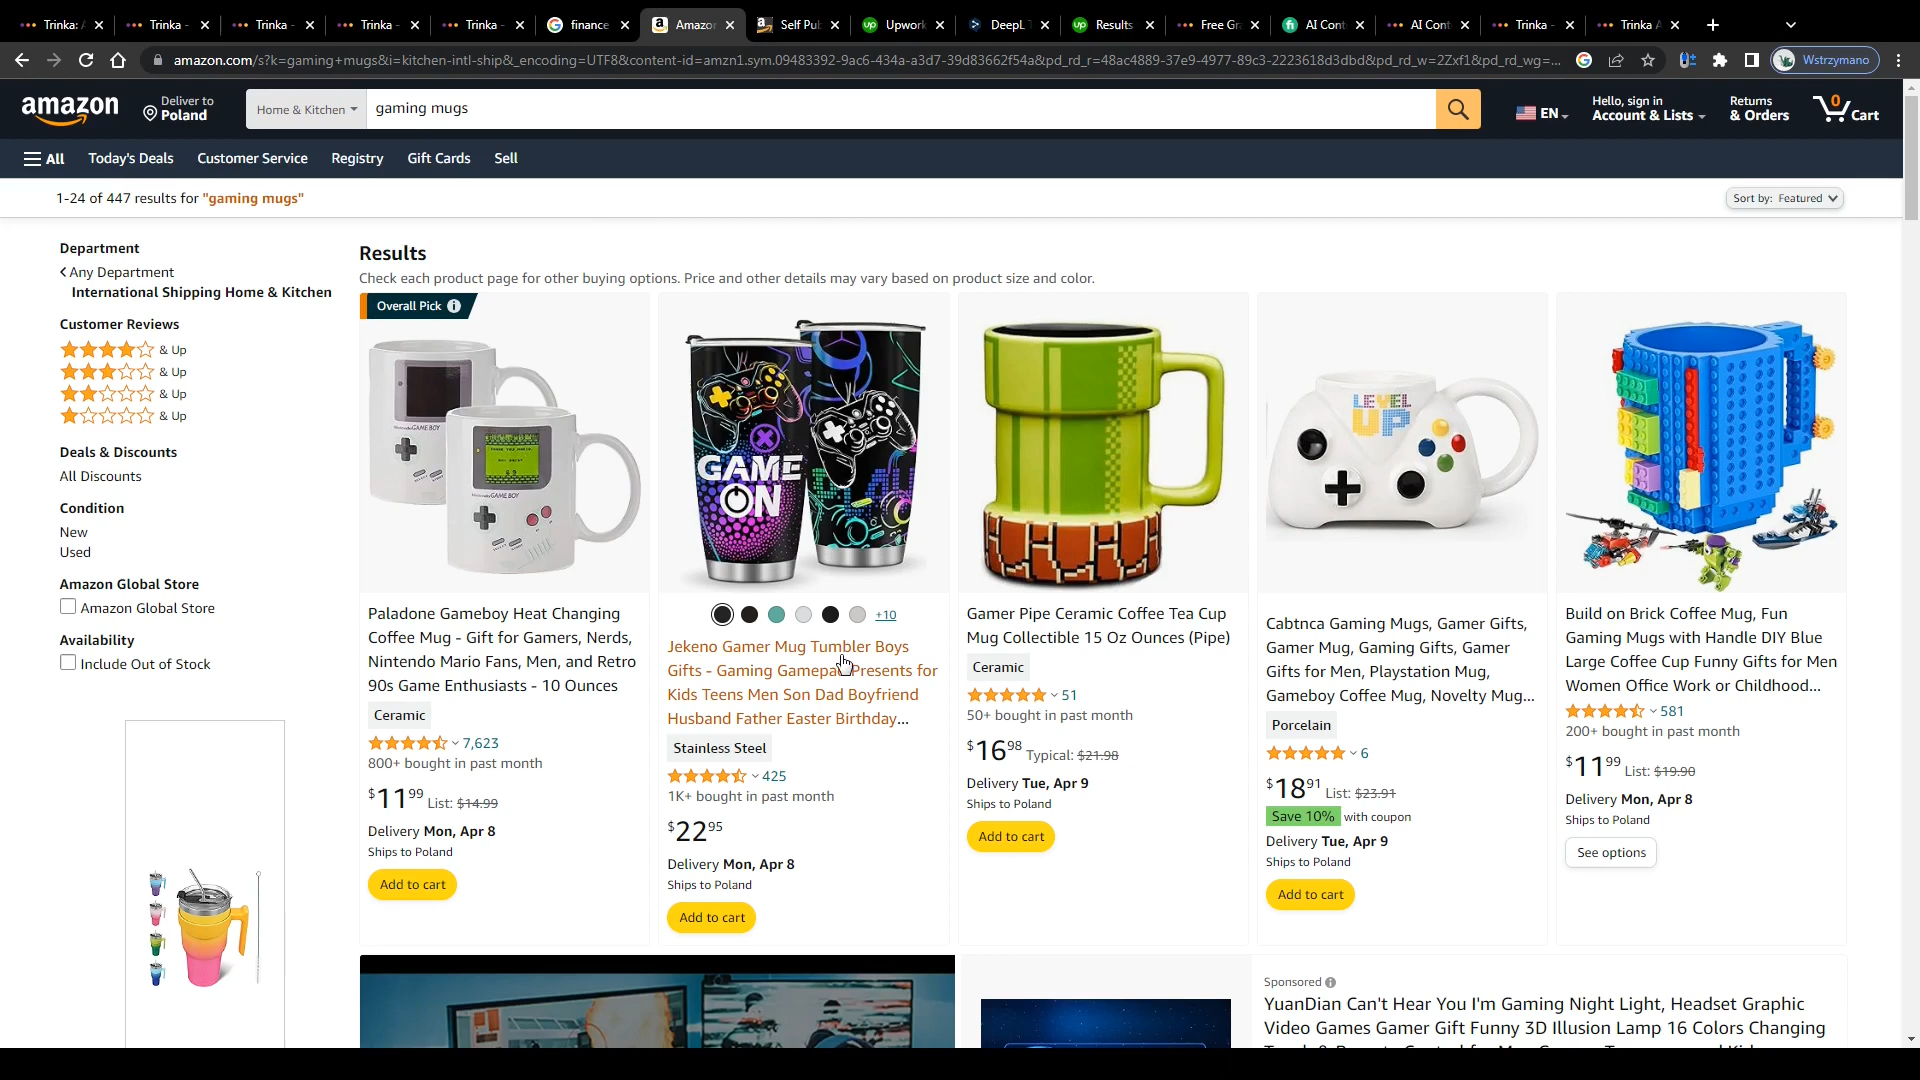 Trinka: A
Trinka -
Trinka -
Trinka -
Trinka -
finance
Amazon
Self Pub
Upwork
DeepL T
Results
Free Gra
AI Cont
AI Cont
Trinka -
Trinka A
amazon.com/s?k=gaming+mugs&i=kitchen-intl-ship&_encoding=UTF8&content-id=amzn1.sym.09483392-9ac6-434a-a3d7-39d83662f54a&pd_rd_r=48ac4889-37e9-4977-89c3-2223618d3dbd&pd_rd_w=2Zxf1&pd_rd_wg=...
Wstrzymano
amazon
Deliver to
Poland
Home & Kitchen
gaming mugs
EN
Hello, sign in
Account & Lists
Returns
& Orders
0
Cart
All
Today's Deals
Customer Service
Registry
Gift Cards
Sell
1-24 of 447 results for "gaming mugs"
Sort by: Featured
Department
Any Department
International Shipping Home & Kitchen
Customer Reviews
& Up
& Up
& Up
& Up
Deals & Discounts
All Discounts
Condition
New
Used
Amazon Global Store
Amazon Global Store
Availability
Include Out of Stock
Results
Check each product page for other buying options. Price and other details may vary based on product size and color.
Overall Pick
GAME BOY
GAME BOY
Paladone Gameboy Heat Changing
Coffee Mug - Gift for Gamers, Nerds,
Nintendo Mario Fans, Men, and Retro
90s Game Enthusiasts - 10 Ounces
Ceramic
7,623
800+ bought in past month
$11.99 List: $14.99
Delivery Mon, Apr 8
Ships to Poland
Add to cart
GAME
ON
+10
Jekeno Gamer Mug Tumbler Boys
Gifts - Gaming Gamepad Presents for
Kids Teens Men Son Dad Boyfriend
Husband Father Easter Birthday...
Stainless Steel
425
1K+ bought in past month
$22.95
Delivery Mon, Apr 8
Ships to Poland
Add to cart
Gamer Pipe Ceramic Coffee Tea Cup
Mug Collectible 15 Oz Ounces (Pipe)
Ceramic
51
50+ bought in past month
$16.98 Typical: $21.98
Delivery Tue, Apr 9
Ships to Poland
Add to cart
LEVEL
UP
Cabtnca Gaming Mugs, Gamer Gifts,
Gamer Mug, Gaming Gifts, Gamer
Gifts for Men, Playstation Mug,
Gameboy Coffee Mug, Novelty Mug...
Porcelain
6
$18.91 List: $23.91
Save 10% with coupon
Delivery Tue, Apr 9
Ships to Poland
Add to cart
Build on Brick Coffee Mug, Fun
Gaming Mugs with Handle DIY Blue
Large Coffee Cup Funny Gifts for Men
Women Office Work or Childhood...
581
200+ bought in past month
$11.99 List: $19.90
Delivery Mon, Apr 8
Ships to Poland
See options
Sponsored
YuanDian Can't Hear You I'm Gaming Night Light, Headset Graphic
Video Games Gamer Gift Funny 3D Illusion Lamp 16 Colors Changing